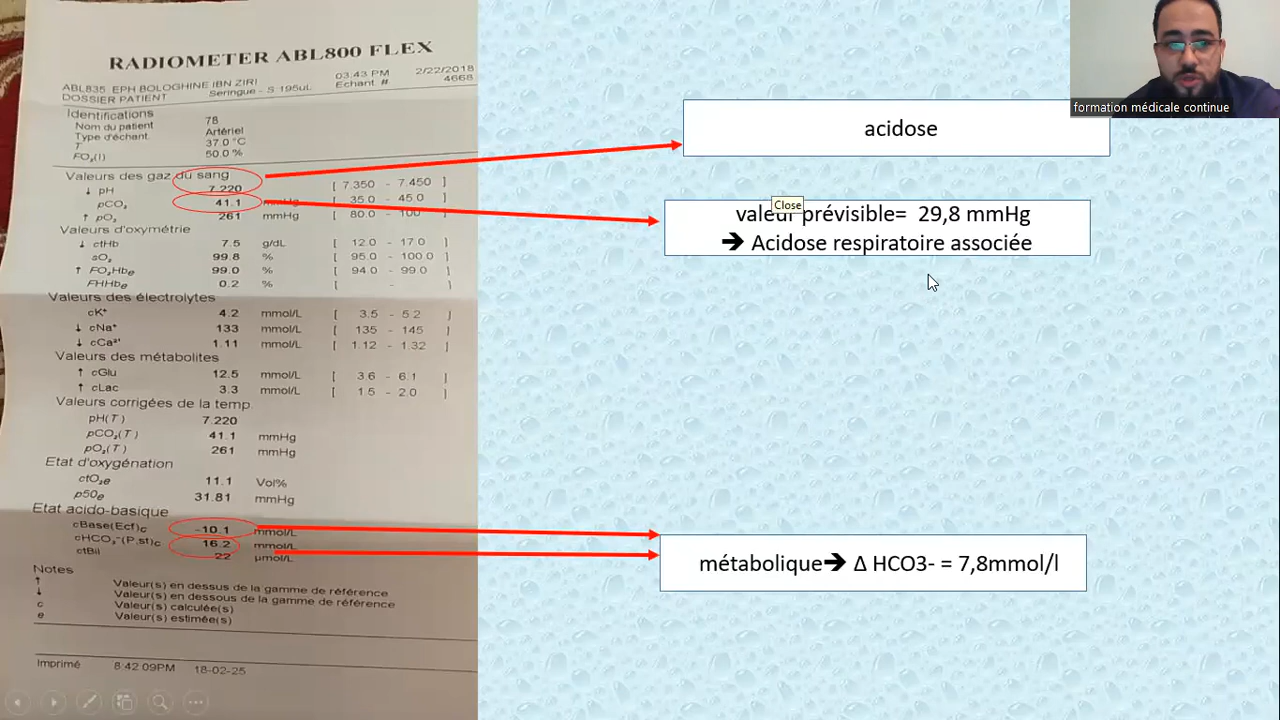 RADIOMETER ABL800 FLEX
ABL835 EPH BOLOGHINE IBN ZIRI 03:43 PM 2/22/2018
DOSSIER PATIENT Seringue - S 195uL Echant. # 4668
Identifications
Nom du patient 78
Type d'échant. Artériel
T 37.0 °C
FO₂(I) 50.0 %
Valeurs des gaz du sang
↓ pH 7.220 [ 7.350 - 7.450 ]
pCO₂ 41.1 mmHg [ 35.0 - 45.0 ]
↑ pO₂ 261 mmHg [ 80.0 - 100 ]
Valeurs d'oxymétrie
↓ ctHb 7.5 g/dL [ 12.0 - 17.0 ]
sO₂ 99.8 % [ 95.0 - 100.0 ]
↑ FO₂Hbe 99.0 % [ 94.0 - 99.0 ]
FHHbe 0.2 % [ - ]
Valeurs des électrolytes
cK⁺ 4.2 mmol/L [ 3.5 - 5.2 ]
↓ cNa⁺ 133 mmol/L [ 135 - 145 ]
↓ cCa²⁺ 1.11 mmol/L [ 1.12 - 1.32 ]
Valeurs des métabolites
↑ cGlu 12.5 mmol/L [ 3.6 - 6.1 ]
↑ cLac 3.3 mmol/L [ 1.5 - 2.0 ]
Valeurs corrigées de la temp.
pH(T) 7.220
pCO₂(T) 41.1 mmHg
pO₂(T) 261 mmHg
Etat d'oxygénation
ctO₂e 11.1 Vol%
p50e 31.81 mmHg
Etat acido-basique
cBase(Ecf)c -10.1 mmol/L
cHCO₃⁻(P,st)c 16.2 mmol/L
ctBil 22 µmol/L
Notes
↑ Valeur(s) en dessus de la gamme de référence
↓ Valeur(s) en dessous de la gamme de référence
c Valeur(s) calculée(s)
e Valeur(s) estimée(s)
Imprimé 8:42:09PM 18-02-25
formation médicale continue
acidose
Close
valeur prévisible= 29,8 mmHg
➔ Acidose respiratoire associée
métabolique➔ Δ HCO3- = 7,8mmol/l